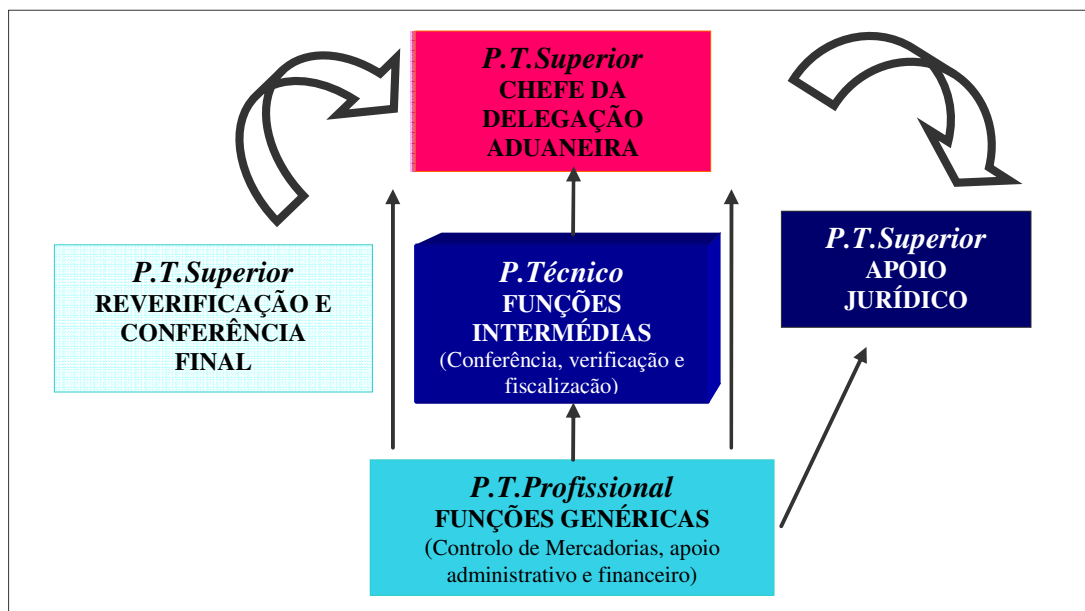 P.T.Superior
CHEFE DA
DELEGAÇÃO
ADUANEIRA
P.T.Superior
REVERIFICAÇÃO E
CONFERÊNCIA
FINAL
P.Técnico
FUNÇÕES
INTERMÉDIAS
(Conferência, verificação e
fiscalização)
P.T.Superior
APOIO
JURÍDICO
P.T.Profissional
FUNÇÕES GENÉRICAS
(Controlo de Mercadorias, apoio
administrativo e financeiro)